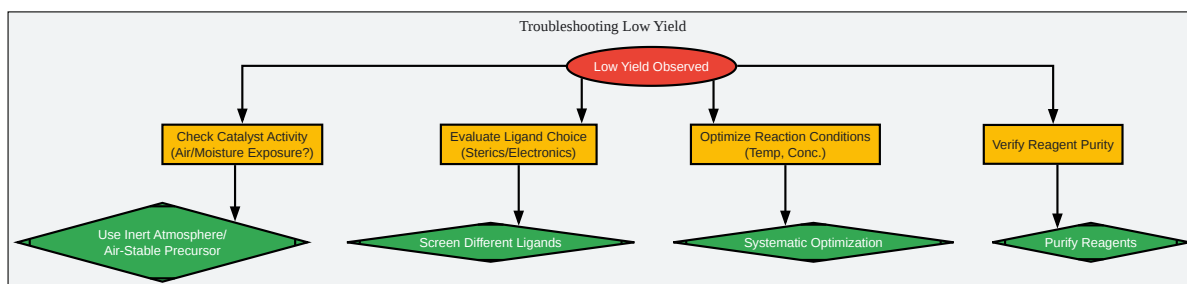 Troubleshooting Low Yield
Low Yield Observed
Check Catalyst Activity
(Air/Moisture Exposure?)
Evaluate Ligand Choice
(Sterics/Electronics)
Optimize Reaction Conditions
(Temp, Conc.)
Verify Reagent Purity
Use Inert Atmosphere/
Air-Stable Precursor
Screen Different Ligands
Systematic Optimization
Purify Reagents